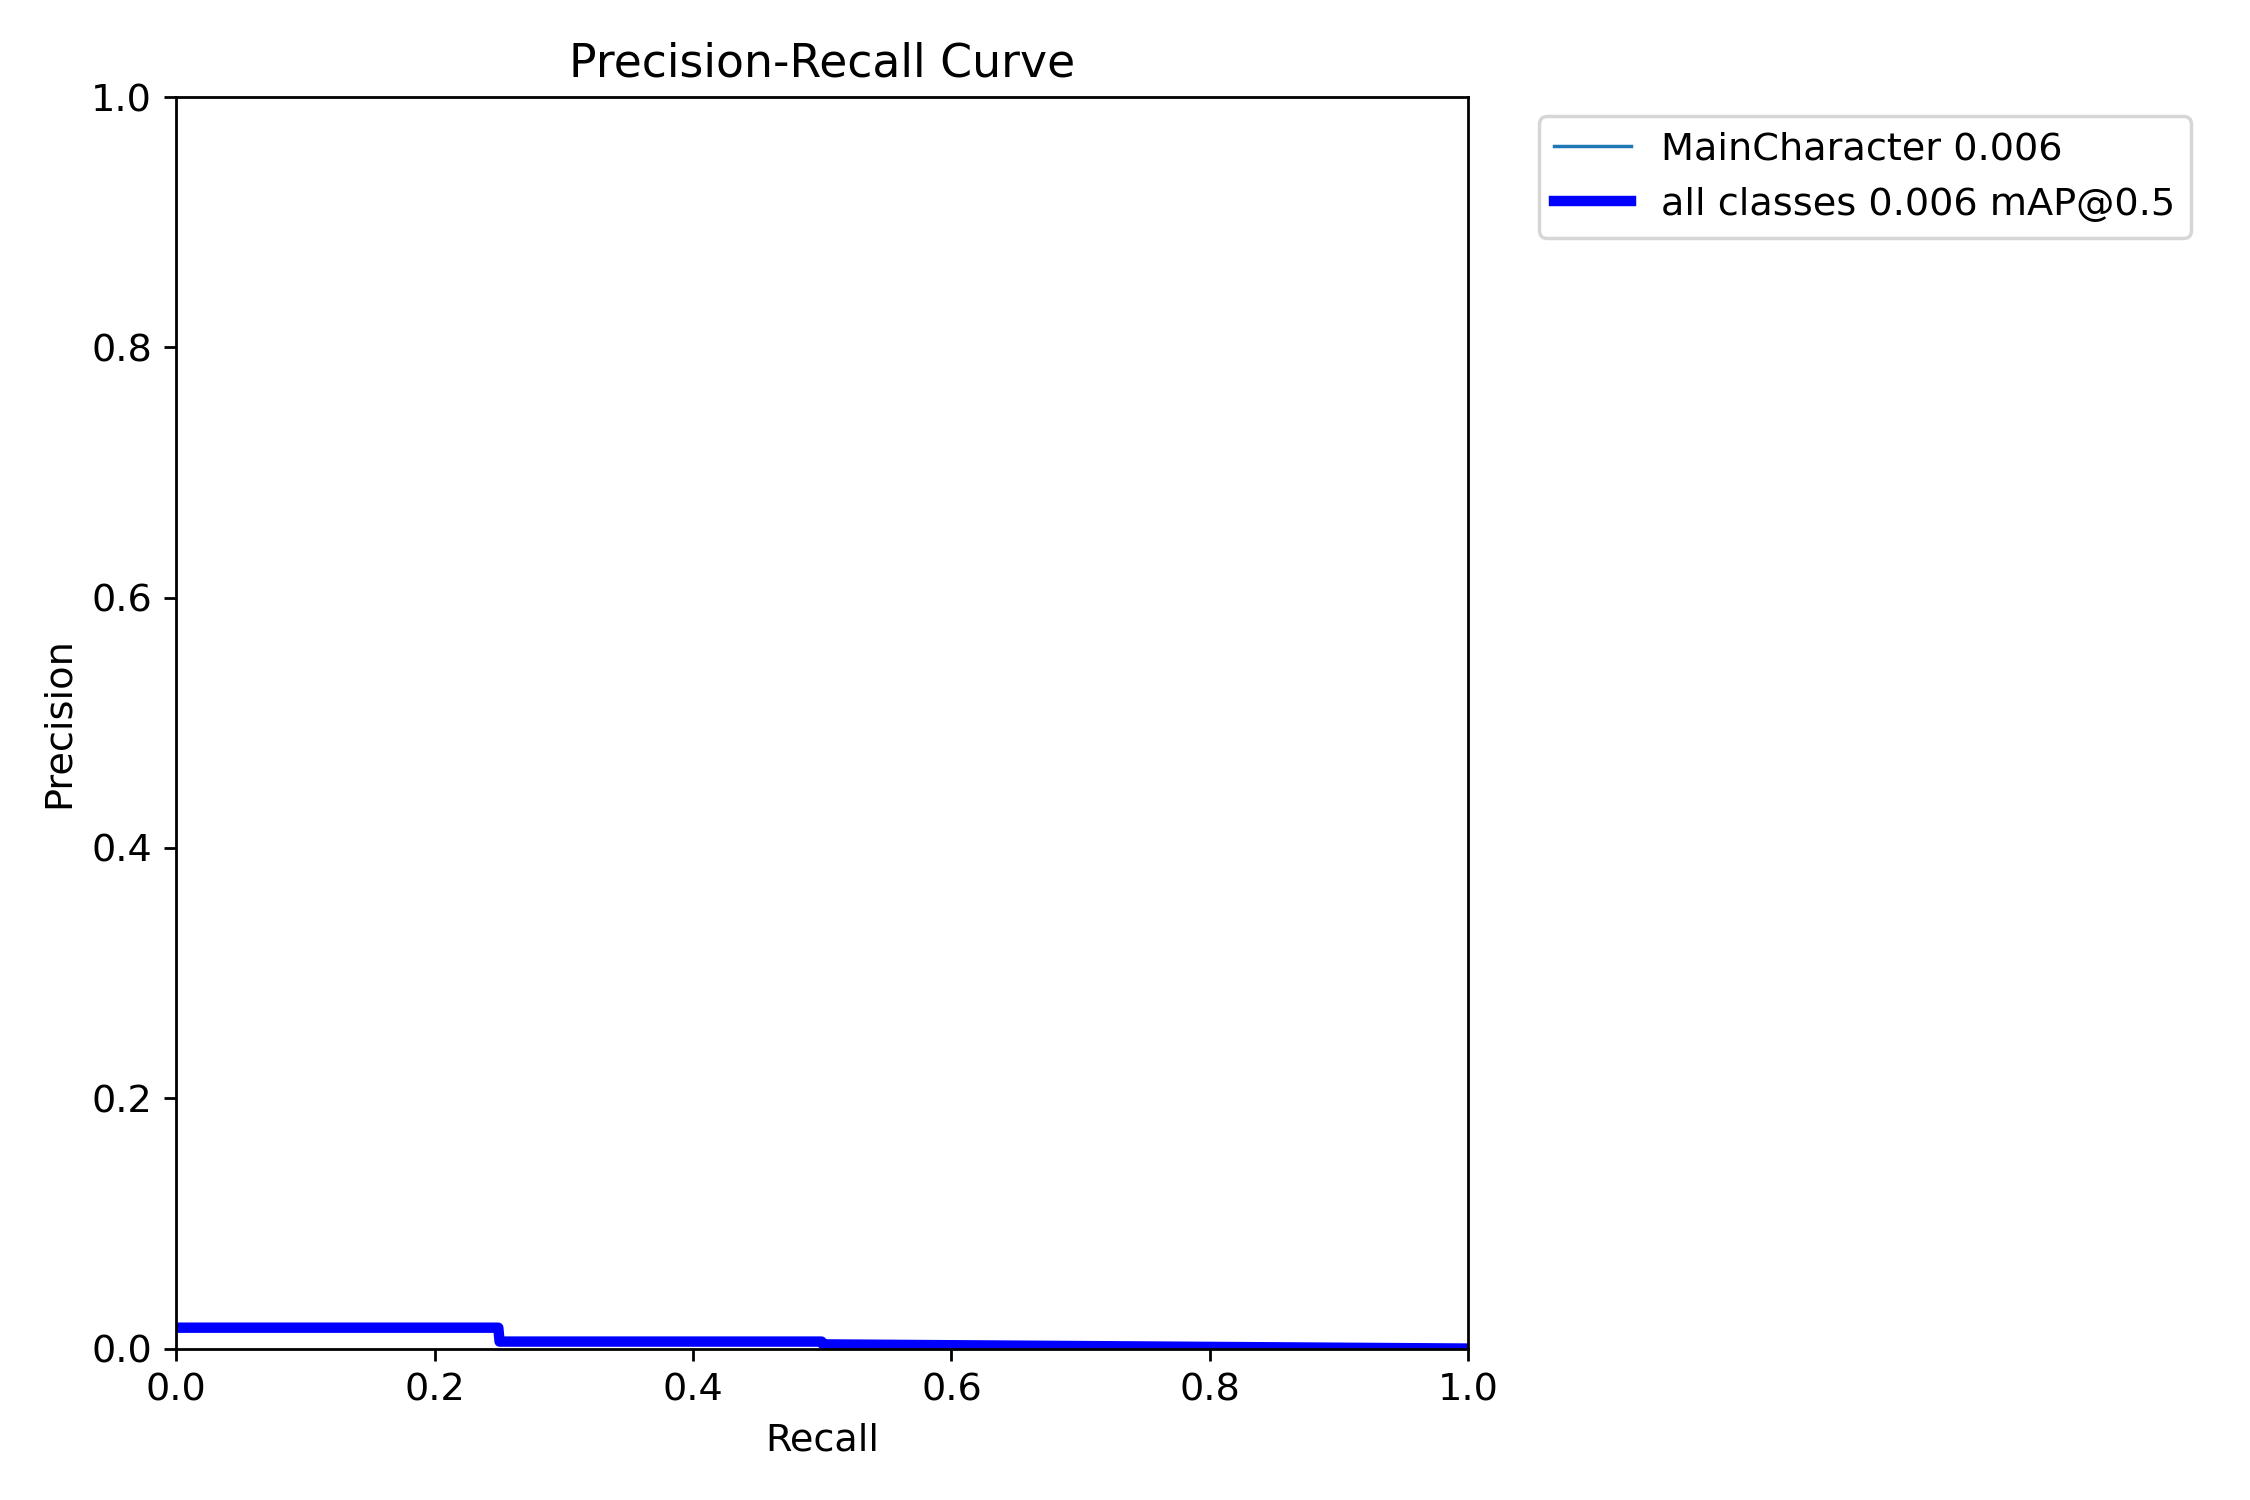 Precision-Recall Curve
MainCharacter 0.006
all classes 0.006 mAP@0.5
Precision
1.0
0.8
0.6
0.4
0.2
0.0
0.0 0.2 0.4 0.6 0.8 1.0
Recall